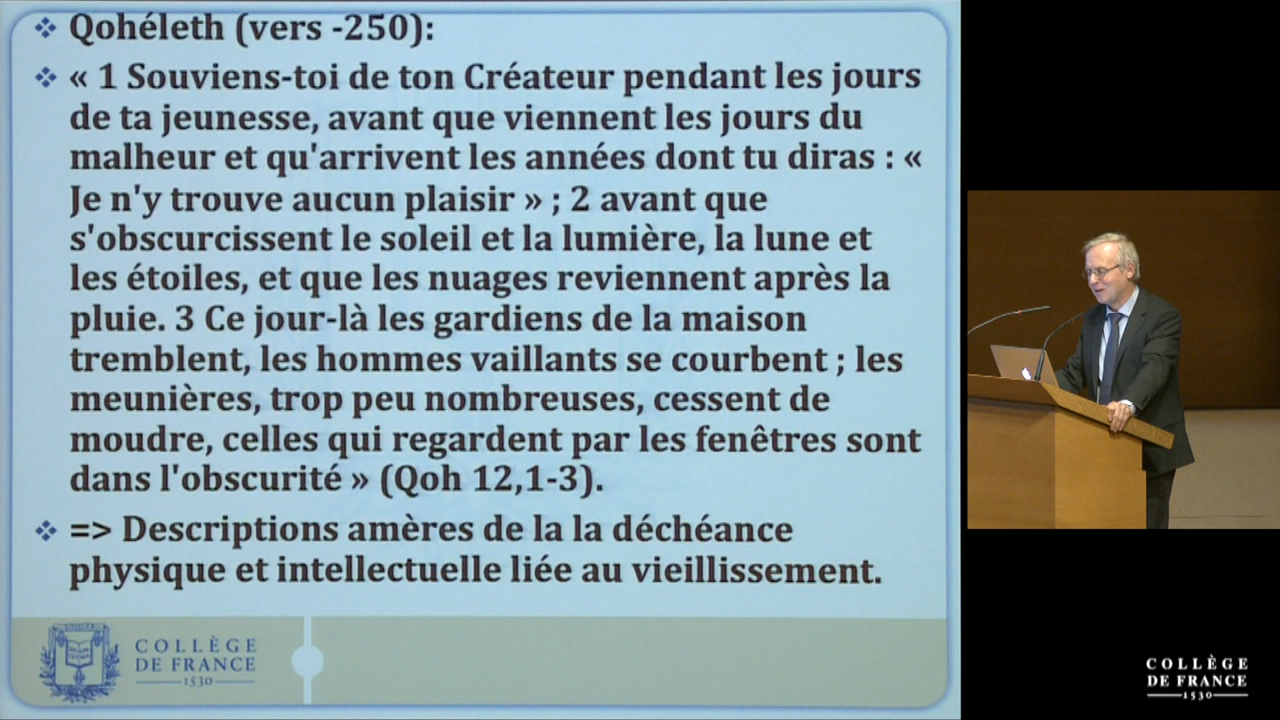 Qohéleth (vers -250):
« 1 Souviens-toi de ton Créateur pendant les jours
de ta jeunesse, avant que viennent les jours du
malheur et qu'arrivent les années dont tu diras : «
Je n'y trouve aucun plaisir » ; 2 avant que
s'obscurcissent le soleil et la lumière, la lune et
les étoiles, et que les nuages reviennent après la
pluie. 3 Ce jour-là les gardiens de la maison
tremblent, les hommes vaillants se courbent ; les
meunières, trop peu nombreuses, cessent de
moudre, celles qui regardent par les fenêtres sont
dans l'obscurité » (Qoh 12,1-3).
=> Descriptions amères de la la déchéance
physique et intellectuelle liée au vieillissement.
COLLÈGE
DE FRANCE
1530
COLLÈGE
DE FRANCE
1530